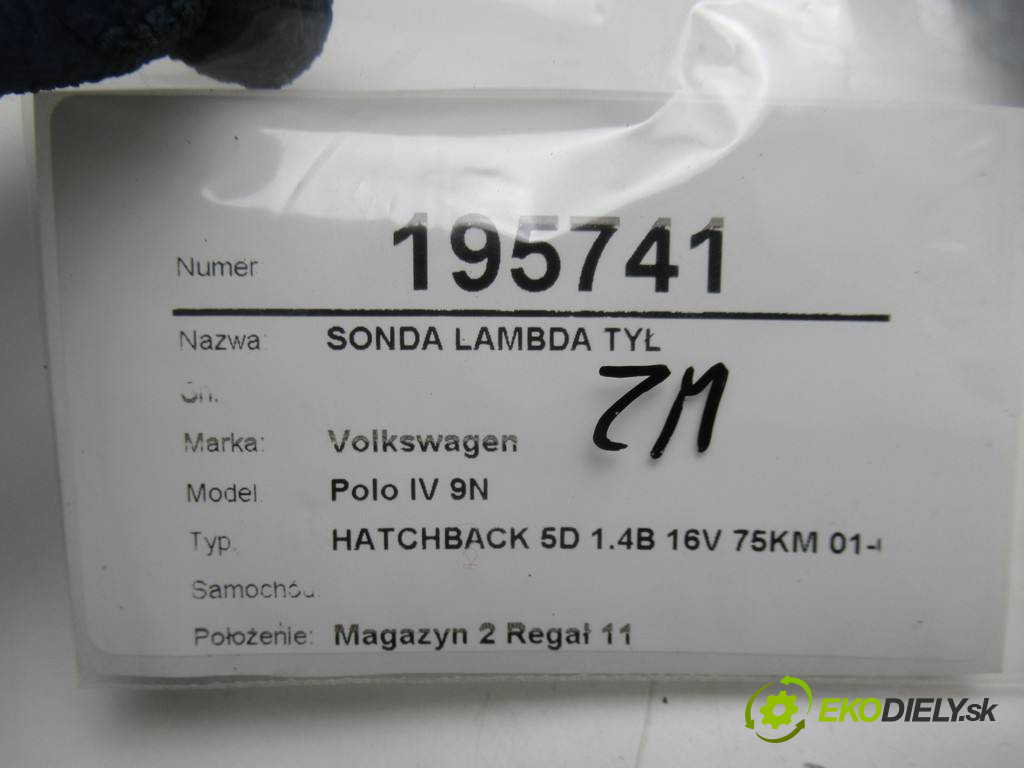 Numer 195741
Nazwa: SONDA LAMBDA TYŁ
Marka: Volkswagen
Model: Polo IV 9N
Typ: HATCHBACK 5D 1.4B 16V 75KM 01-
Położenie: Magazyn 2 Regał 11
EKODIELY.sk